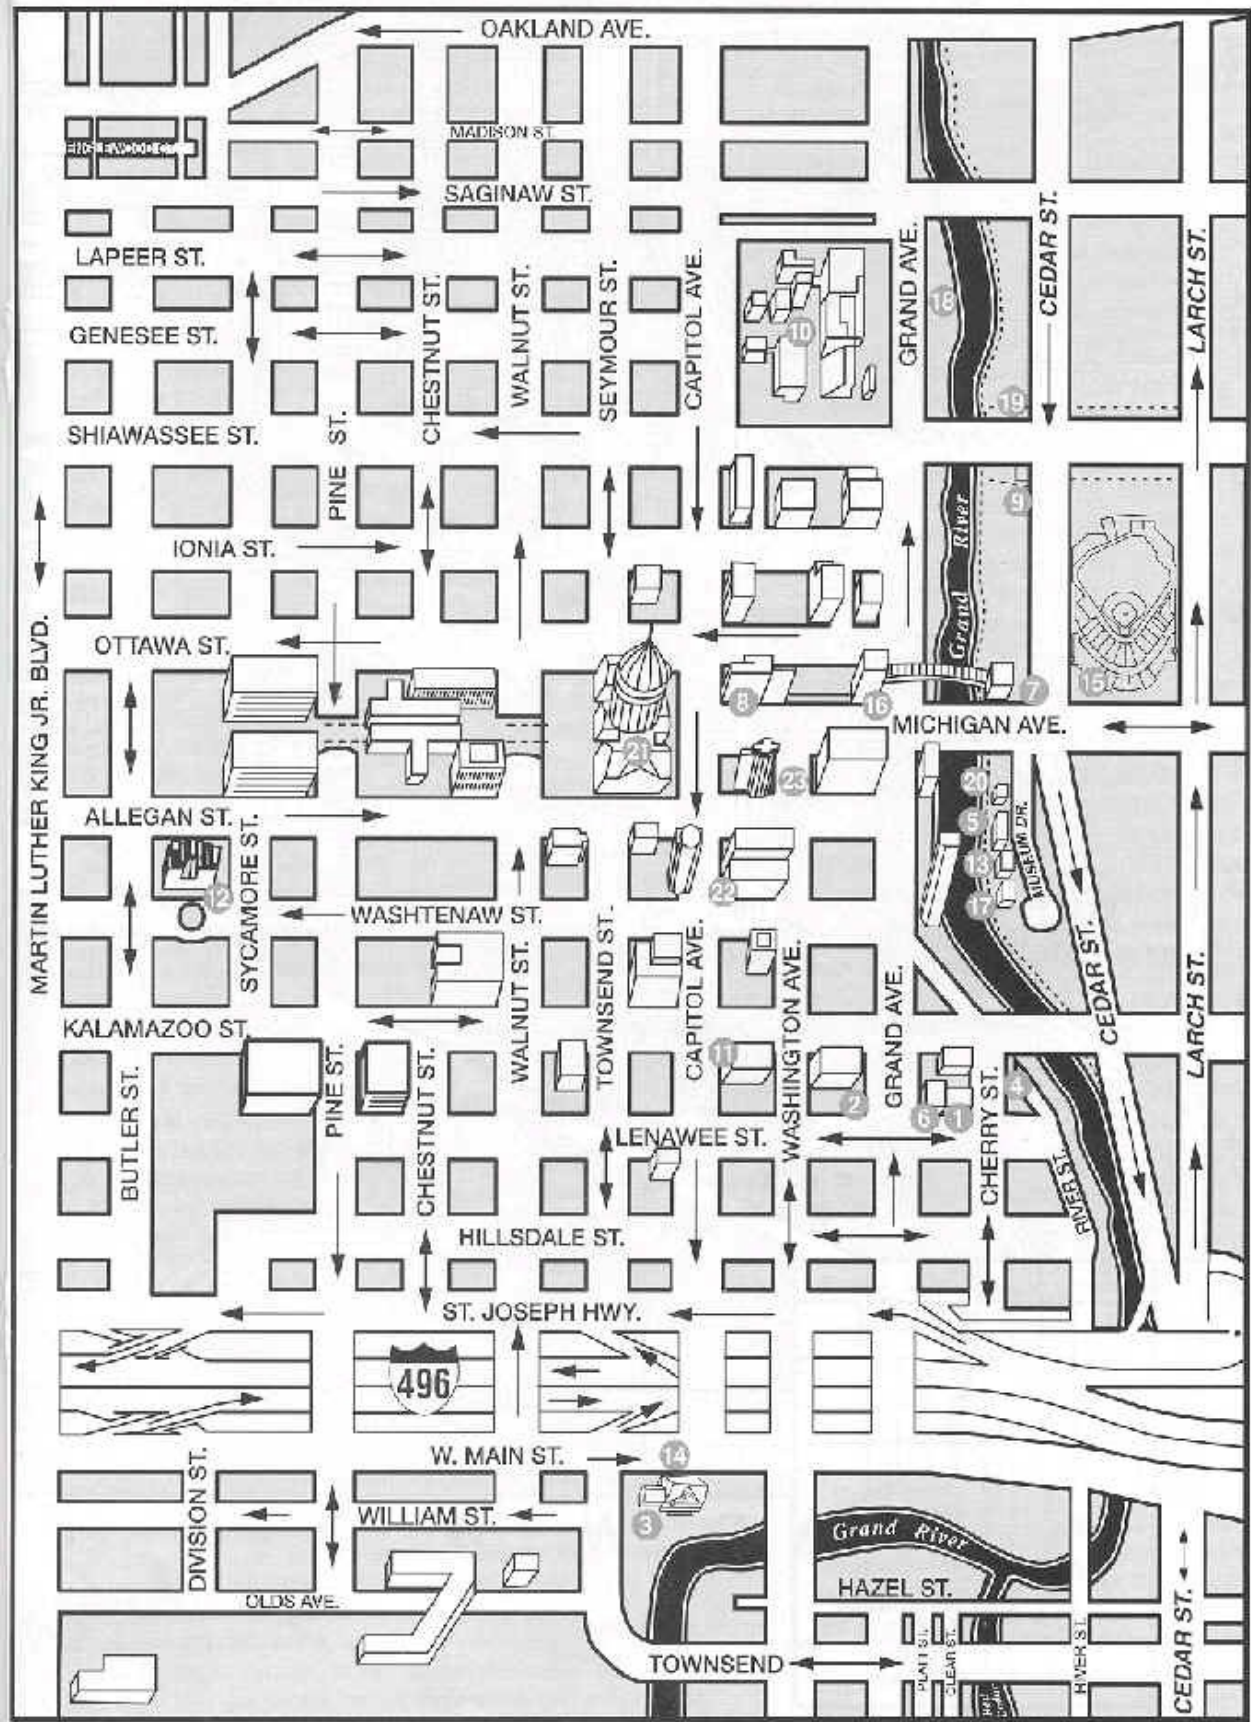 OAKLAND AVE.
MADISON ST.
ENGLEWOOD CT.
SAGINAW ST.
LAPEER ST.
GENESEE ST.
CHESTNUT ST.
WALNUT ST.
SEYMOUR ST.
CAPITOL AVE.
GRAND AVE.
CEDAR ST.
LARCH ST.
10
18
19
SHIAWASSEE ST.
PINE ST.
IONIA ST.
Grand River
9
OTTAWA ST.
MARTIN LUTHER KING JR. BLVD.
8
16
7
15
MICHIGAN AVE.
21
23
20
5
13
17
MUSEUM DR.
ALLEGAN ST.
SYCAMORE ST.
12
22
WASHTENAW ST.
WALNUT ST.
TOWNSEND ST.
CAPITOL AVE.
WASHINGTON AVE.
GRAND AVE.
CEDAR ST.
LARCH ST.
KALAMAZOO ST.
BUTLER ST.
PINE ST.
CHESTNUT ST.
11
2
6
1
4
CHERRY ST.
RIVER ST.
LENAWEE ST.
HILLSDALE ST.
ST. JOSEPH HWY.
496
W. MAIN ST.
14
3
DIVISION ST.
WILLIAM ST.
Grand River
HAZEL ST.
OLDS AVE.
TOWNSEND
PLATT ST.
CLEAR ST.
RIVER ST.
CEDAR ST.